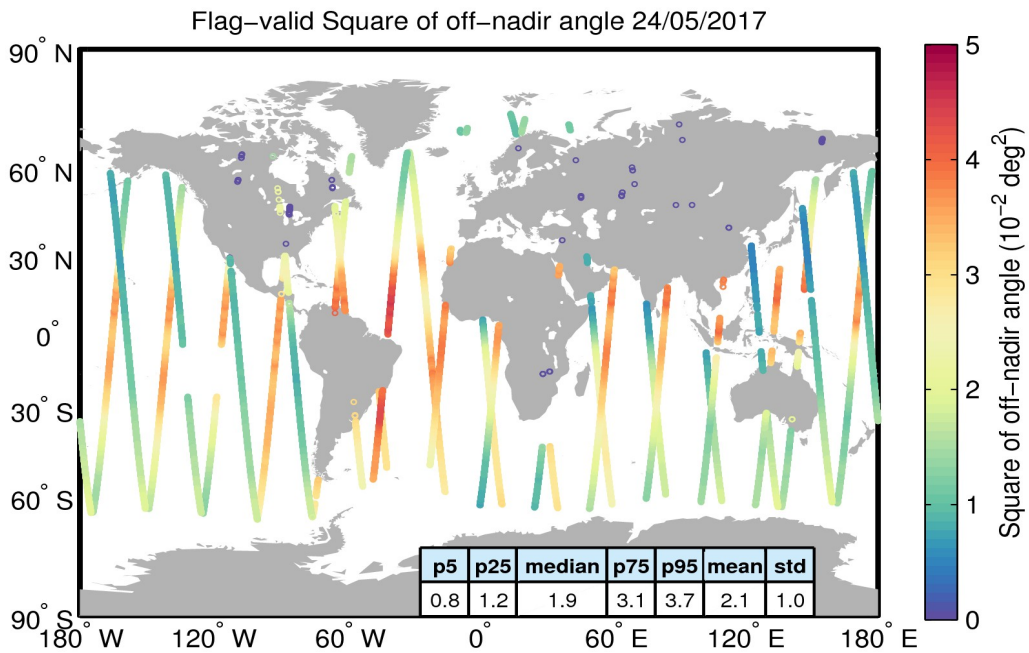 Flag-valid Square of off-nadir angle 24/05/2017
90° N
60° N
30° N
0°
30° S
60° S
90° S
180° W
120° W
60° W
0°
60° E
120° E
180° E
p5 p25 median p75 p95 mean std
0.8 1.2 1.9 3.1 3.7 2.1 1.0
5
4
3
2
1
0
Square of off-nadir angle (10⁻² deg²)